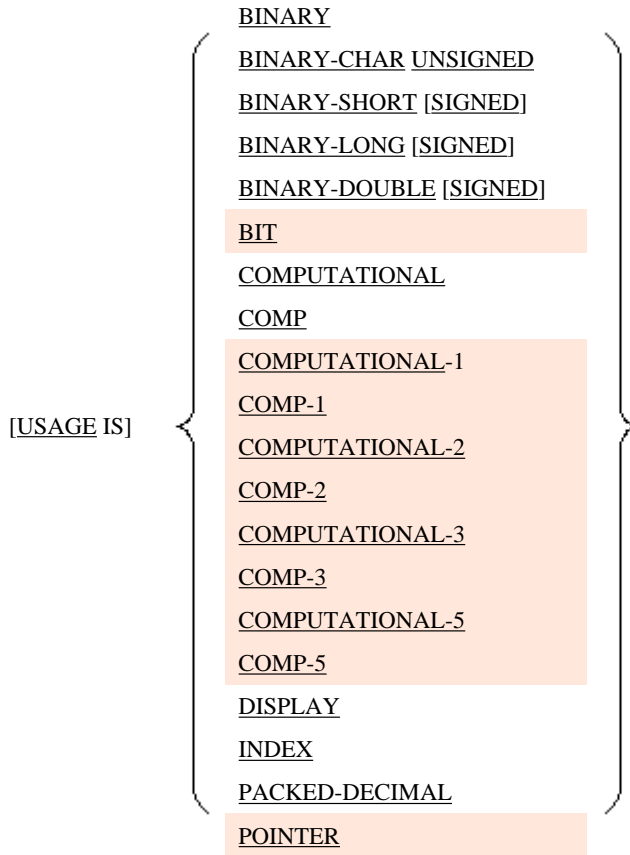 BINARY
BINARY-CHAR UNSIGNED
BINARY-SHORT [SIGNED]
BINARY-LONG [SIGNED]
BINARY-DOUBLE [SIGNED]
BIT
COMPUTATIONAL
COMP
COMPUTATIONAL-1
[USAGE IS]
COMP-1
COMPUTATIONAL-2
COMP-2
COMPUTATIONAL-3
COMP-3
COMPUTATIONAL-5
COMP-5
DISPLAY
INDEX
PACKED-DECIMAL
POINTER